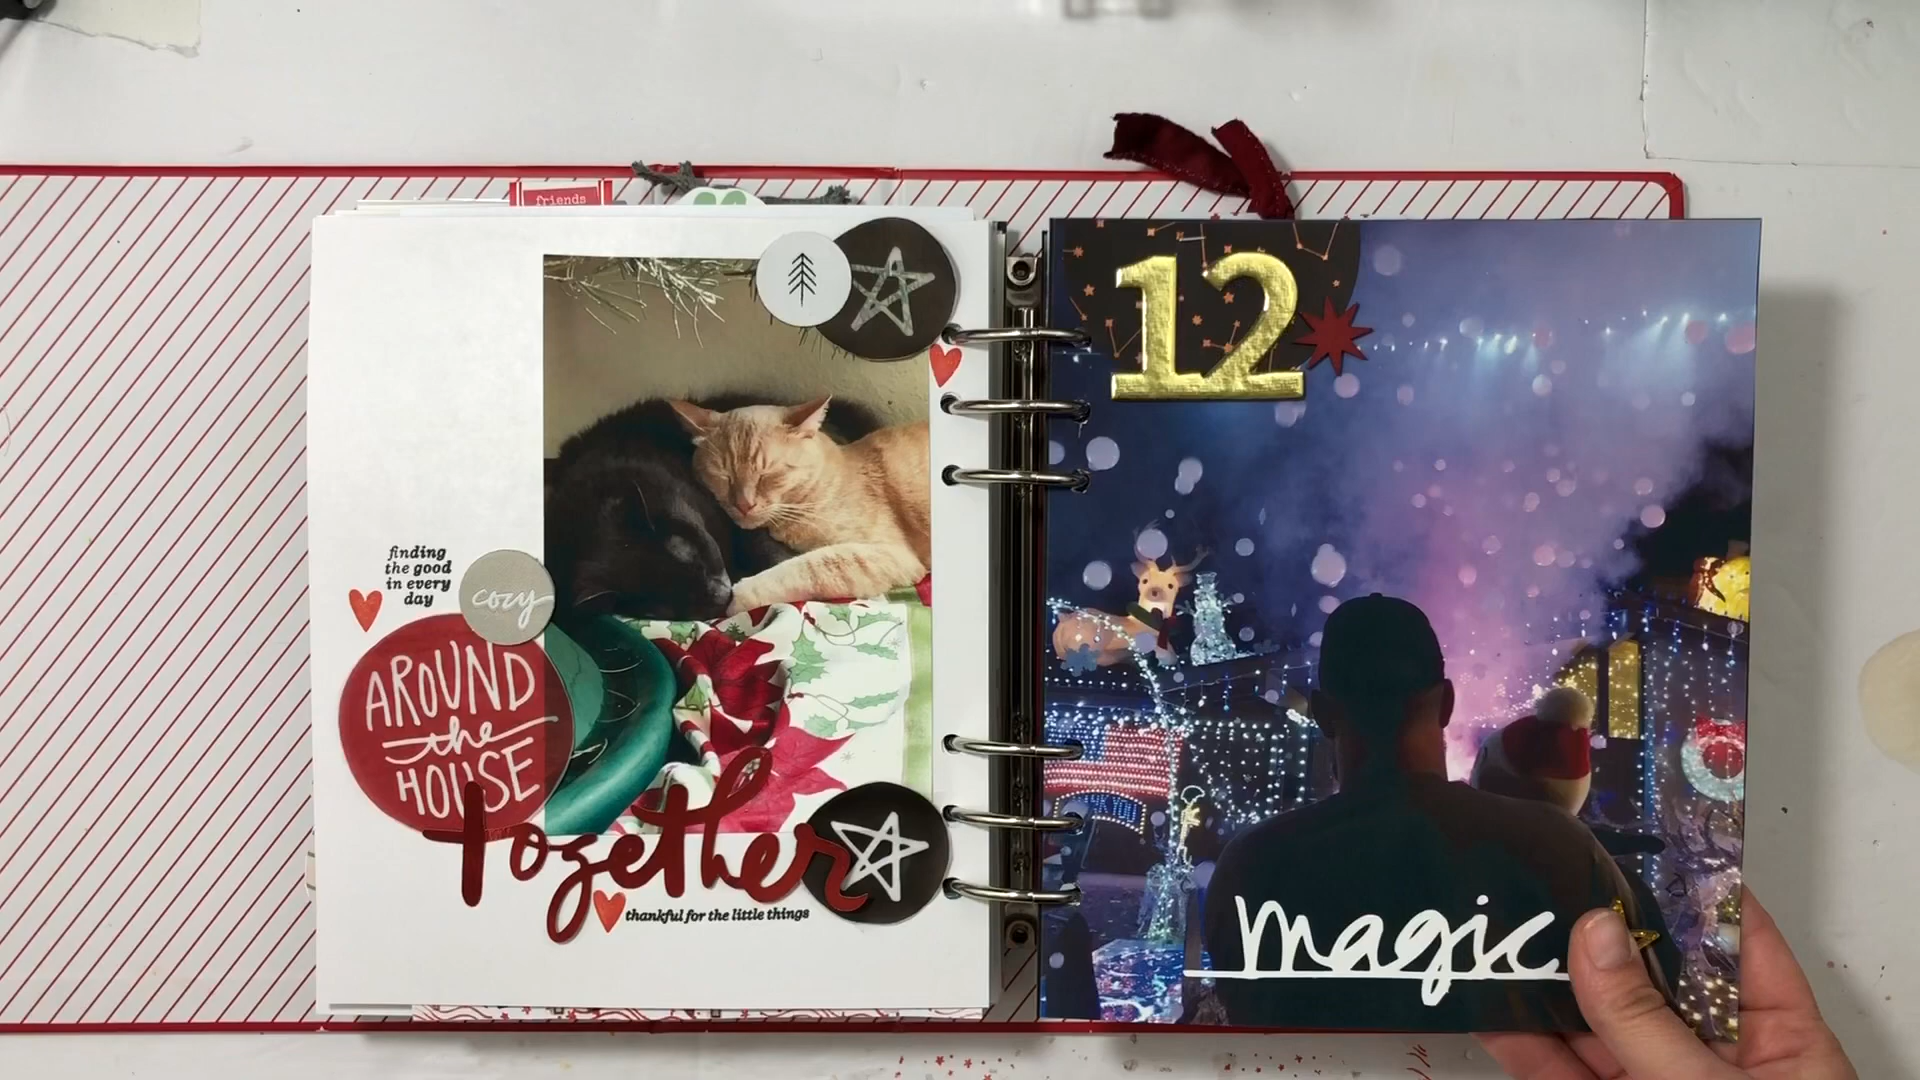 friends
finding
the good
in every
day
cozy
AROUND
the
HOUSE
together
thankful for the little things
12
magic